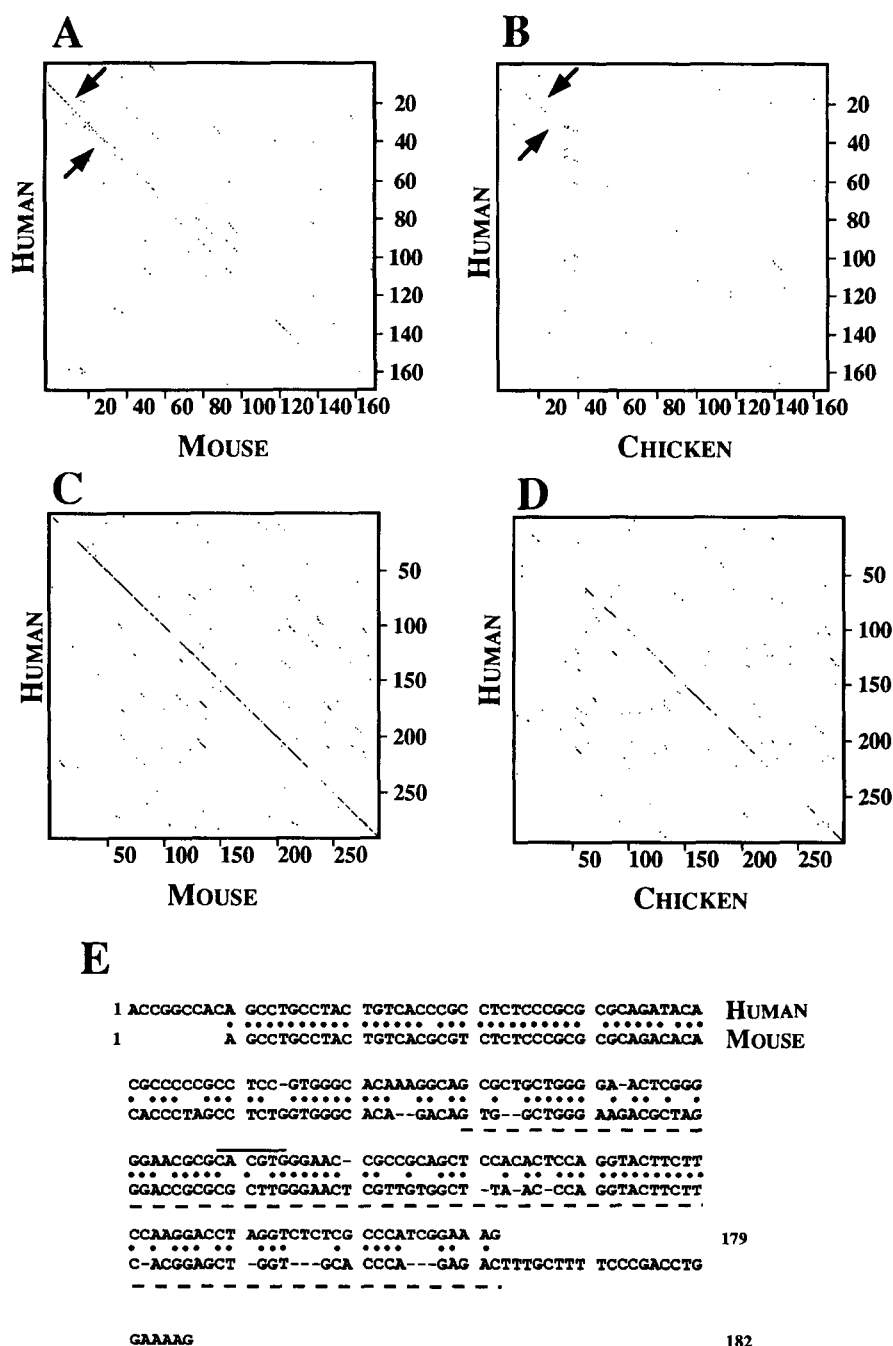 A
B
20
40
60
80
100
120
140
160
HUMAN
20 40 60 80 100 120 140 160
MOUSE
20
40
60
80
100
120
140
160
HUMAN
20 40 60 80 100 120 140 160
CHICKEN
C
D
50
100
150
200
250
HUMAN
50 100 150 200 250
MOUSE
50
100
150
200
250
HUMAN
50 100 150 200 250
CHICKEN
E
1 ACCGGCCACA GCCTGCCTAC TGTCACCCGC CTCTCCCGCG CGCAGATACA HUMAN
1 A GCCTGCCTAC TGTCACGCGT CTCTCCCGCG CGCAGACACA MOUSE
CGCCCCCGCC TCC-GTGGGC ACAAAGGCAG CGCTGCTGGG GA-ACTCGGG
CACCCTAGCC TCTGGTGGGC ACA--GACAG TG--GCTGGG AAGACGCTAG
GGAACGCGCA CGTGGGAAC- CGCCGCAGCT CCACACTCCA GGTACTTCTT
GGACCGCGCG CTTGGGAACT CGTTGTGGCT -TA-AC-CCA GGTACTTCTT
CCAAGGACCT AGGTCTCTCG CCCATCGGAA AG 179
C-ACGGAGCT -GGT---GCA CCCA---GAG ACTTTGCTTT TCCCGACCTG
GAAAAG 182